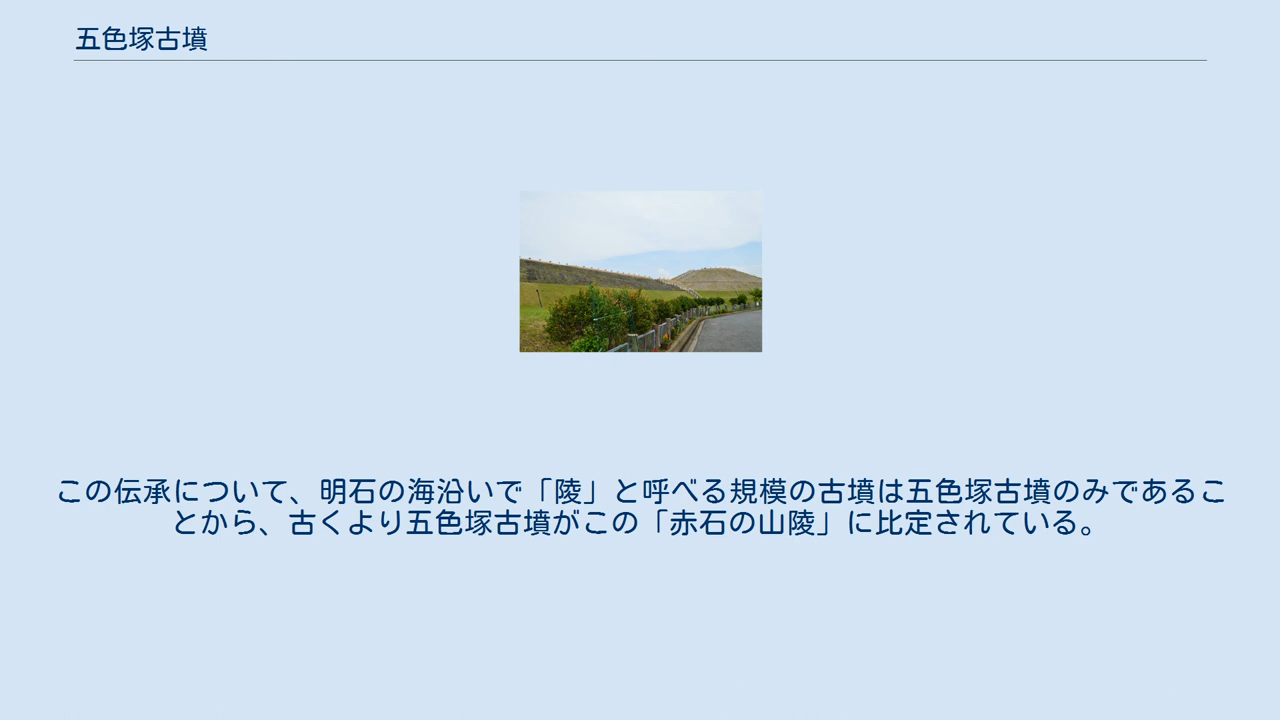 五色塚古墳
この伝承について、明石の海沿いで「陵」と呼べる規模の古墳は五色塚古墳のみであるこ
とから、古くより五色塚古墳がこの「赤石の山陵」に比定されている。